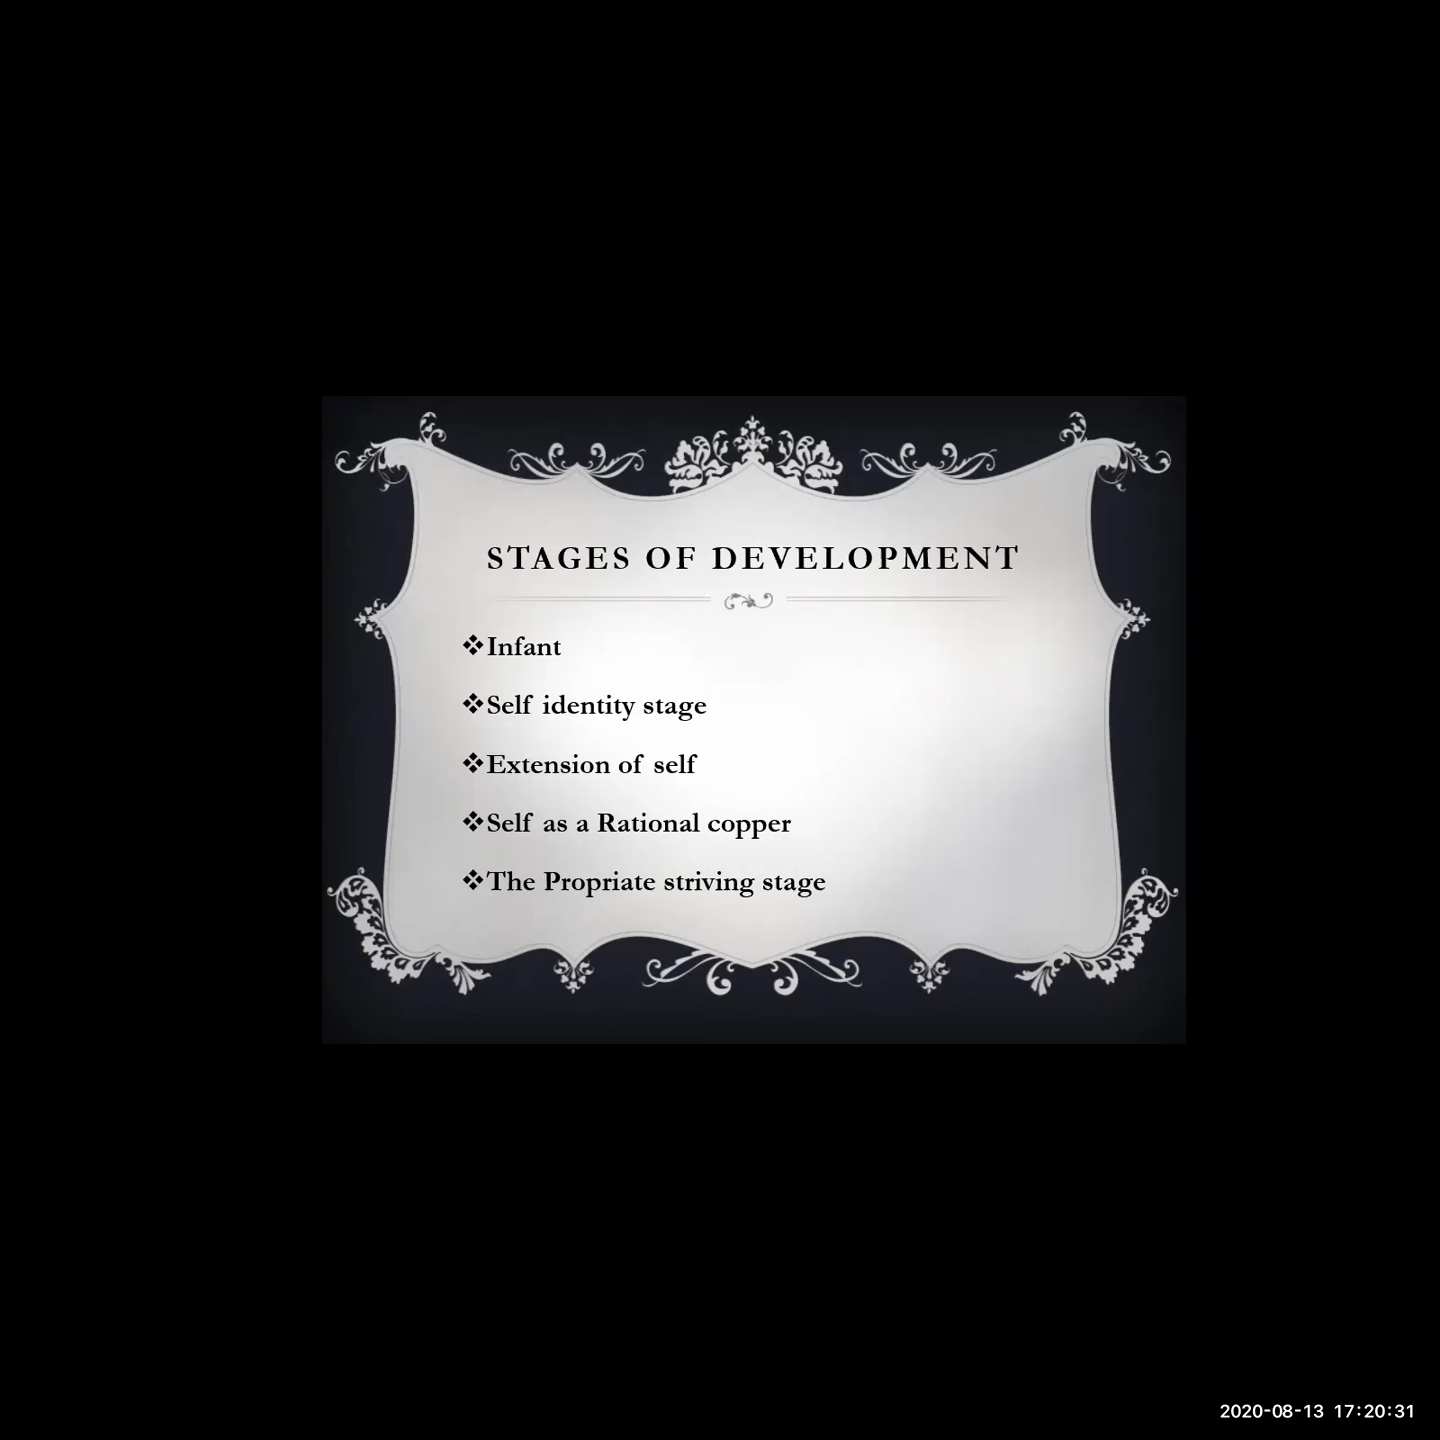 STAGES OF DEVELOPMENT
❖Infant
❖Self identity stage
❖Extension of self
❖Self as a Rational copper
❖The Propriate striving stage
2020-08-13 17:20:31